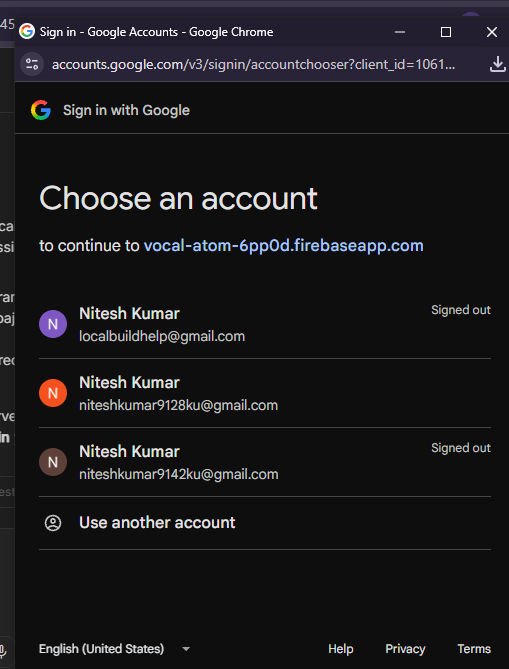 45
Sign in - Google Accounts - Google Chrome
accounts.google.com/v3/signin/accountchooser?client_id=1061...
Sign in with Google
Choose an account
to continue to vocal-atom-6pp0d.firebaseapp.com
N
Nitesh Kumar
Signed out
localbuildhelp@gmail.com
N
Nitesh Kumar
niteshkumar9128ku@gmail.com
N
Nitesh Kumar
Signed out
niteshkumar9142ku@gmail.com
Use another account
English (United States)
Help
Privacy
Terms